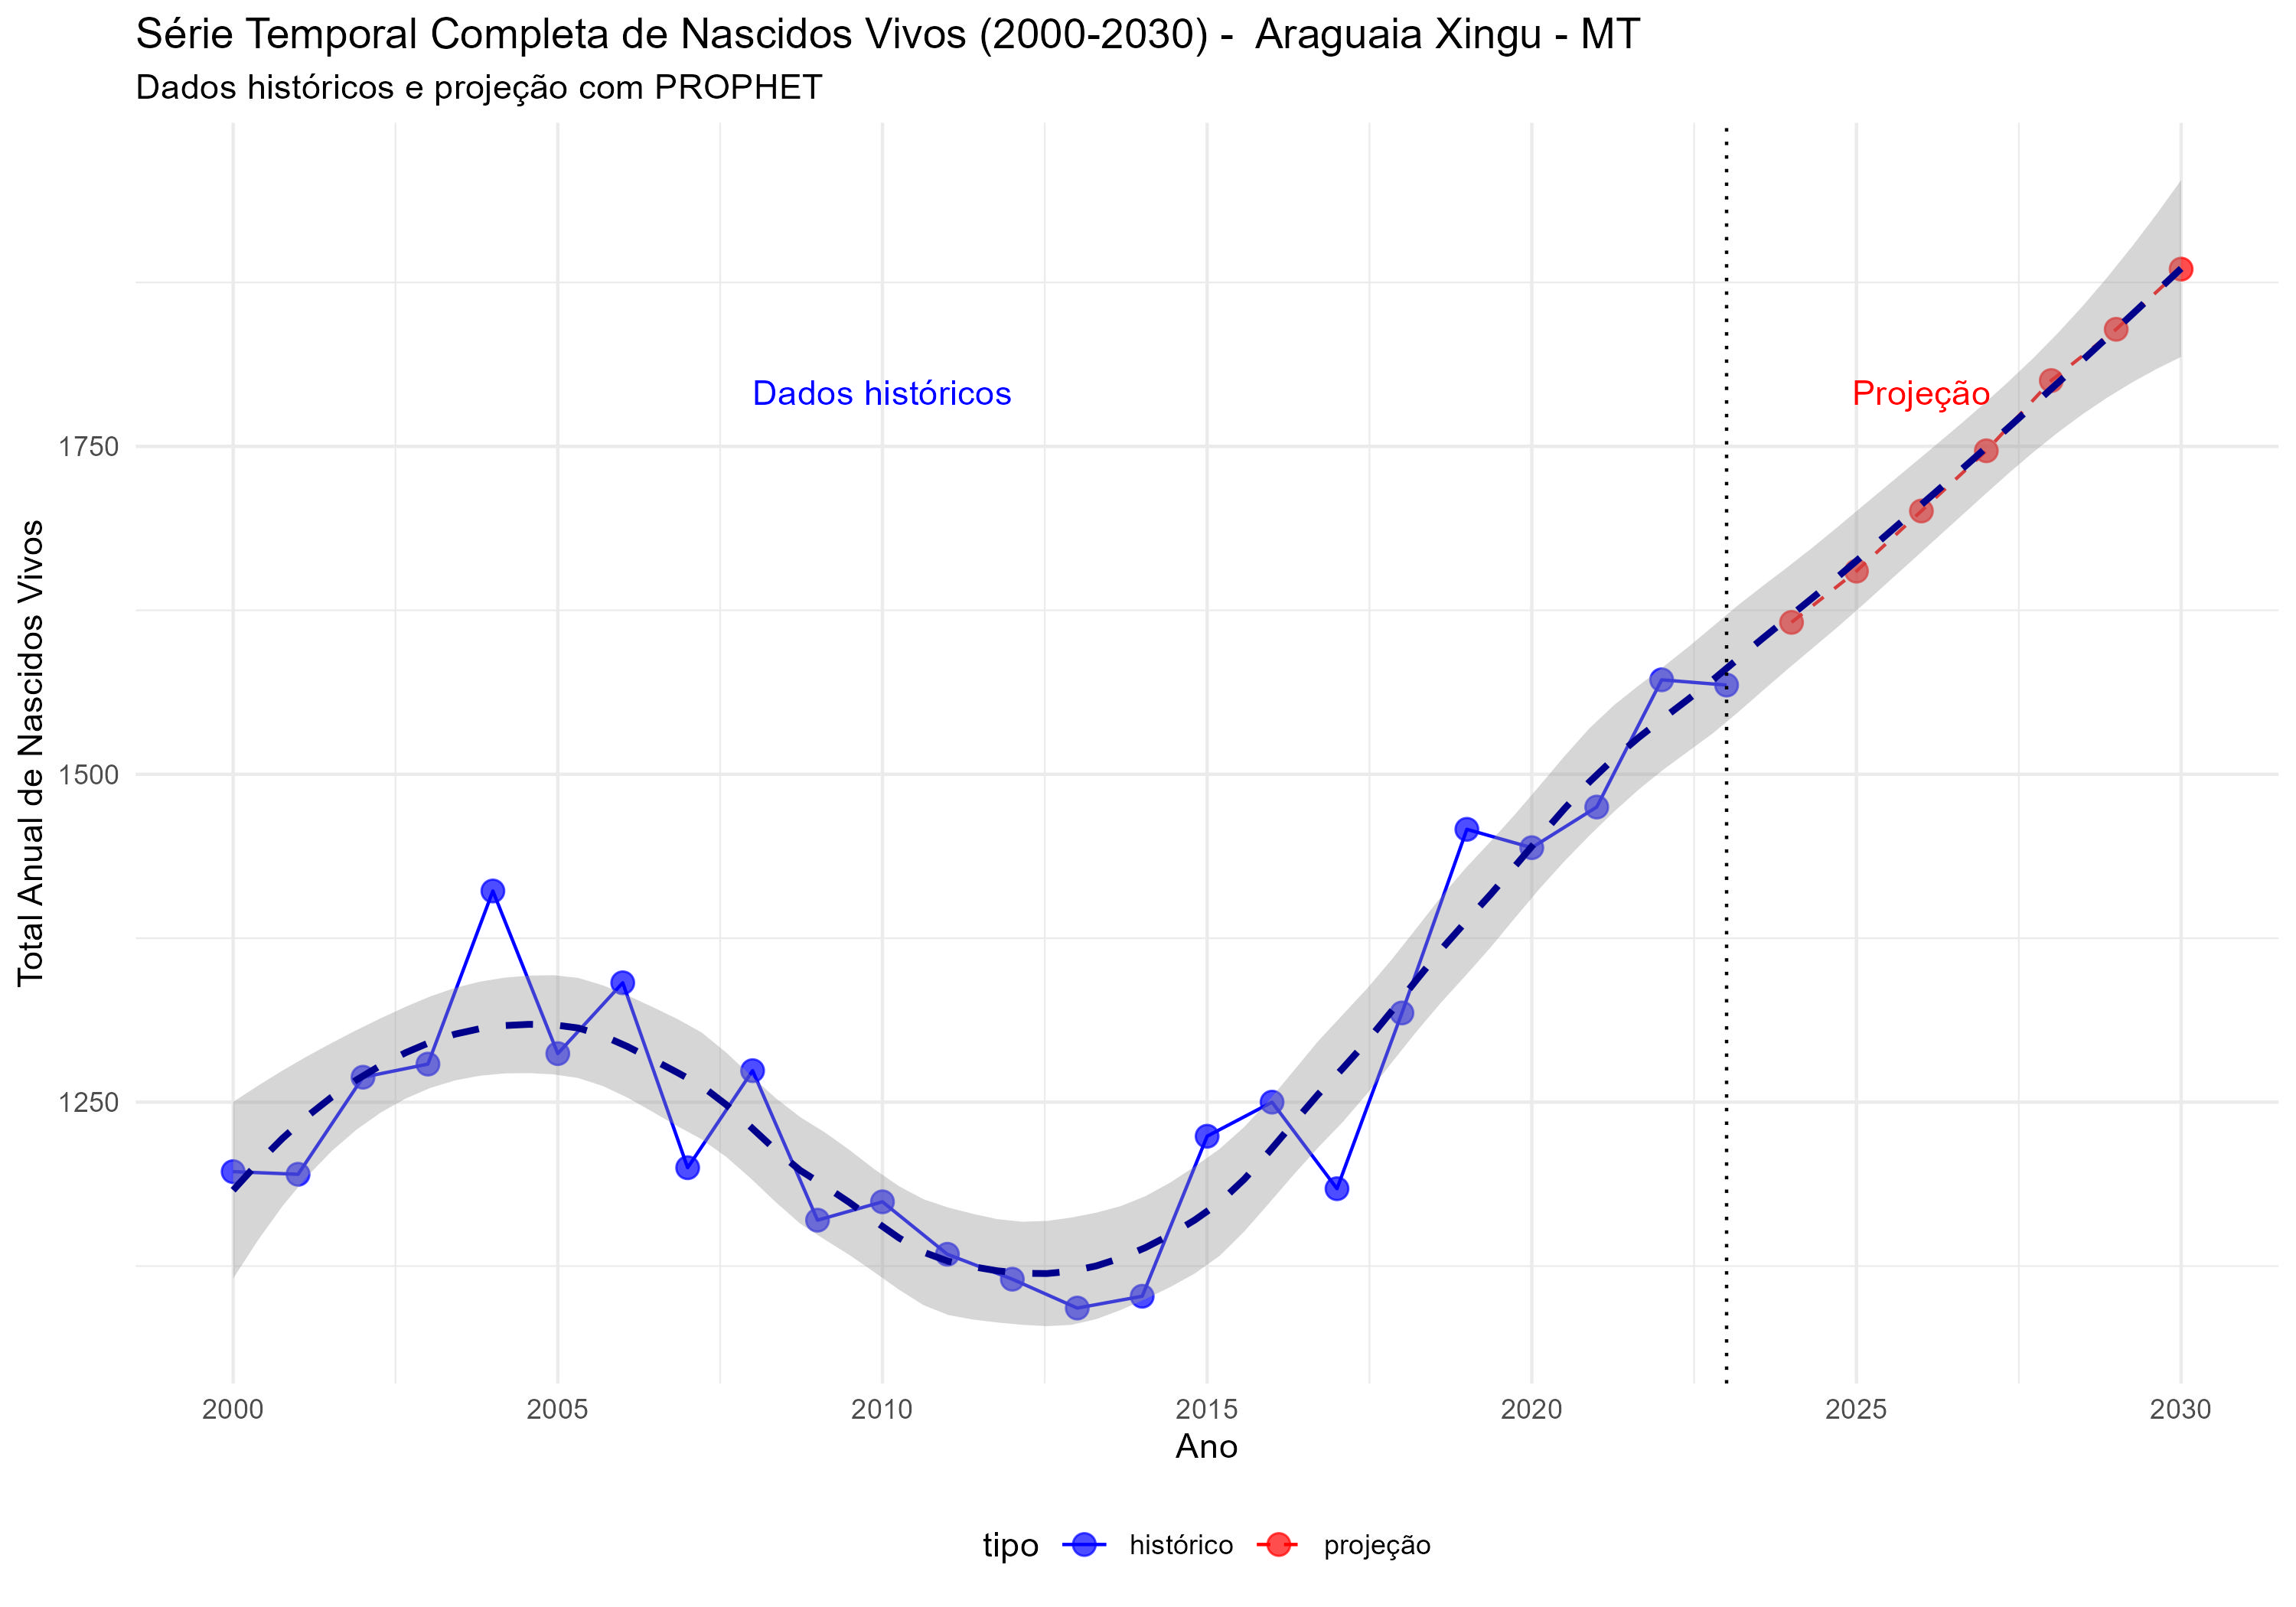 Série Temporal Completa de Nascidos Vivos (2000-2030) -  Araguaia Xingu - MT
Dados históricos e projeção com PROPHET
Dados históricos
Projeção
Total Anual de Nascidos Vivos
1750
1500
1250
2000 2005 2010 2015 2020 2025 2030
Ano
tipo histórico projeção